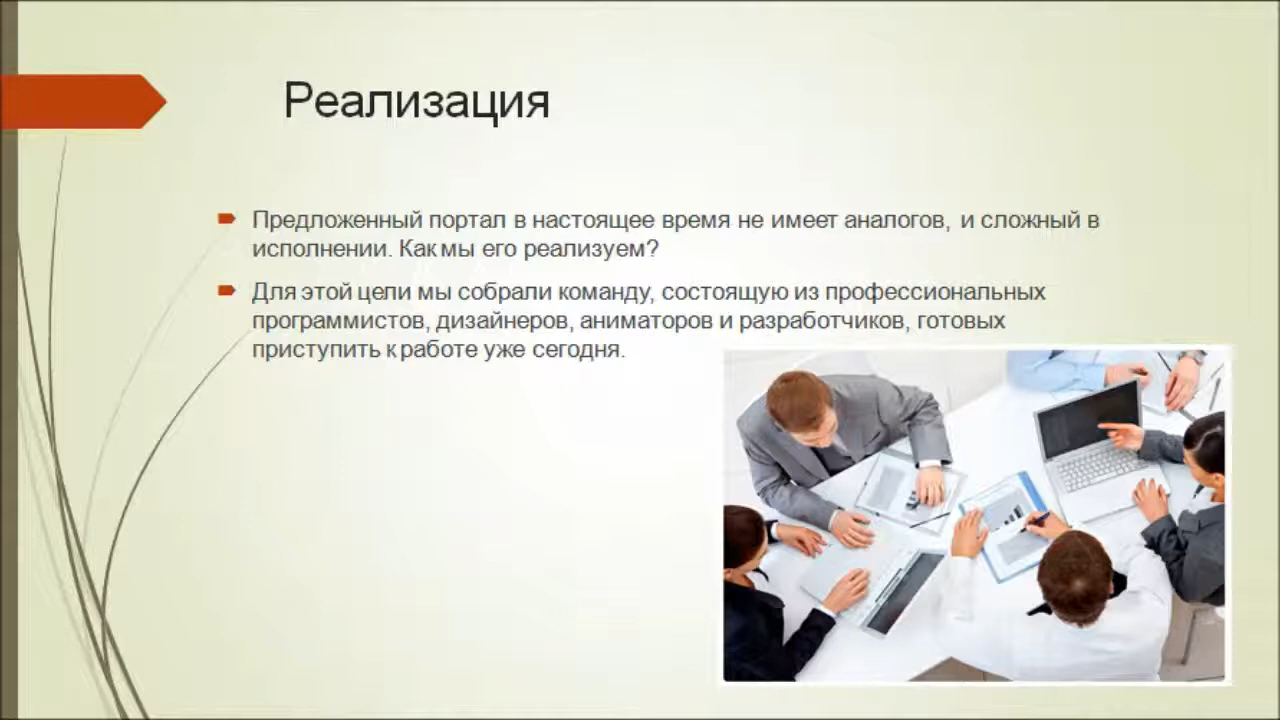 Реализация
Предложенный портал в настоящее время не имеет аналогов, и сложный в
исполнении. Как мы его реализуем?
Для этой цели мы собрали команду, состоящую из профессиональных
программистов, дизайнеров, аниматоров и разработчиков, готовых
приступить к работе уже сегодня.